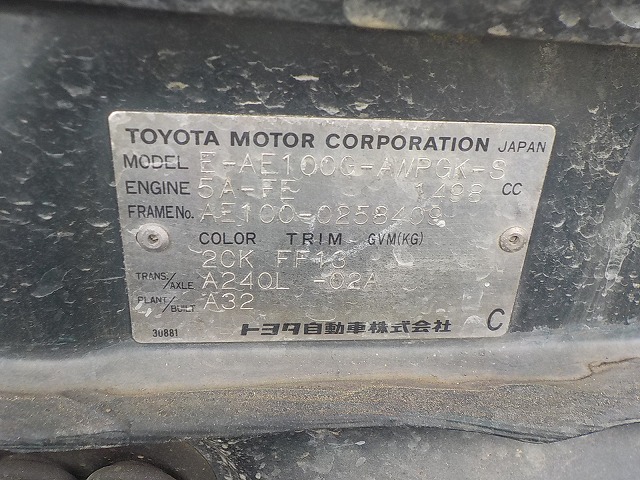 TOYOTA MOTOR CORPORATION JAPAN
MODEL E-AE100G-AWPGK-S
ENGINE 5A-FE 1498 CC
FRAME No. AE100-0258409
COLOR TRIM GVM(KG)
2CK FF13
TRANS./AXLE A240L -02A
PLANT/BUILT A32
30881 トヨタ自動車株式会社 C